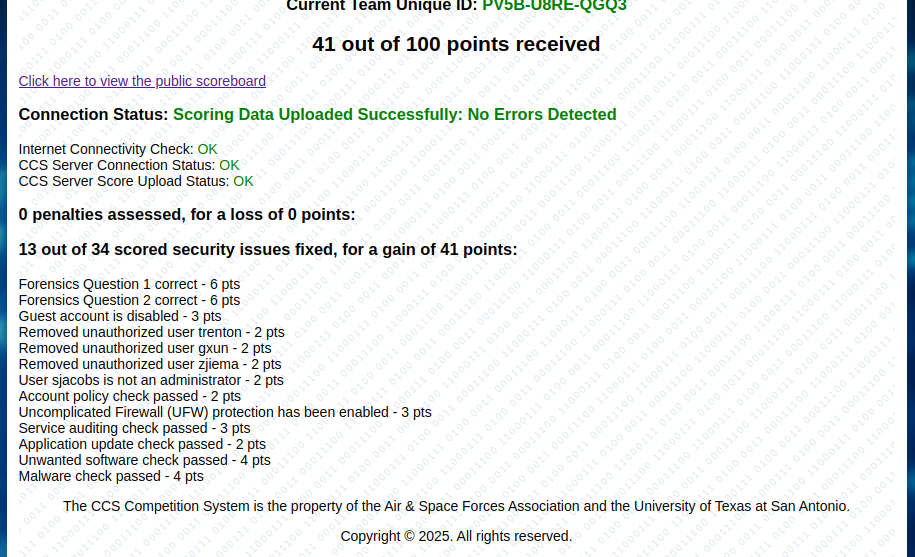 Current Team Unique ID: PV5B-U8RE-QGQ3
41 out of 100 points received
Click here to view the public scoreboard
Connection Status: Scoring Data Uploaded Successfully: No Errors Detected
Internet Connectivity Check: OK
CCS Server Connection Status: OK
CCS Server Score Upload Status: OK
0 penalties assessed, for a loss of 0 points:
13 out of 34 scored security issues fixed, for a gain of 41 points:
Forensics Question 1 correct - 6 pts
Forensics Question 2 correct - 6 pts
Guest account is disabled - 3 pts
Removed unauthorized user trenton - 2 pts
Removed unauthorized user gxun - 2 pts
Removed unauthorized user zjiema - 2 pts
User sjacobs is not an administrator - 2 pts
Account policy check passed - 2 pts
Uncomplicated Firewall (UFW) protection has been enabled - 3 pts
Service auditing check passed - 3 pts
Application update check passed - 2 pts
Unwanted software check passed - 4 pts
Malware check passed - 4 pts
The CCS Competition System is the property of the Air & Space Forces Association and the University of Texas at San Antonio.
Copyright © 2025. All rights reserved.